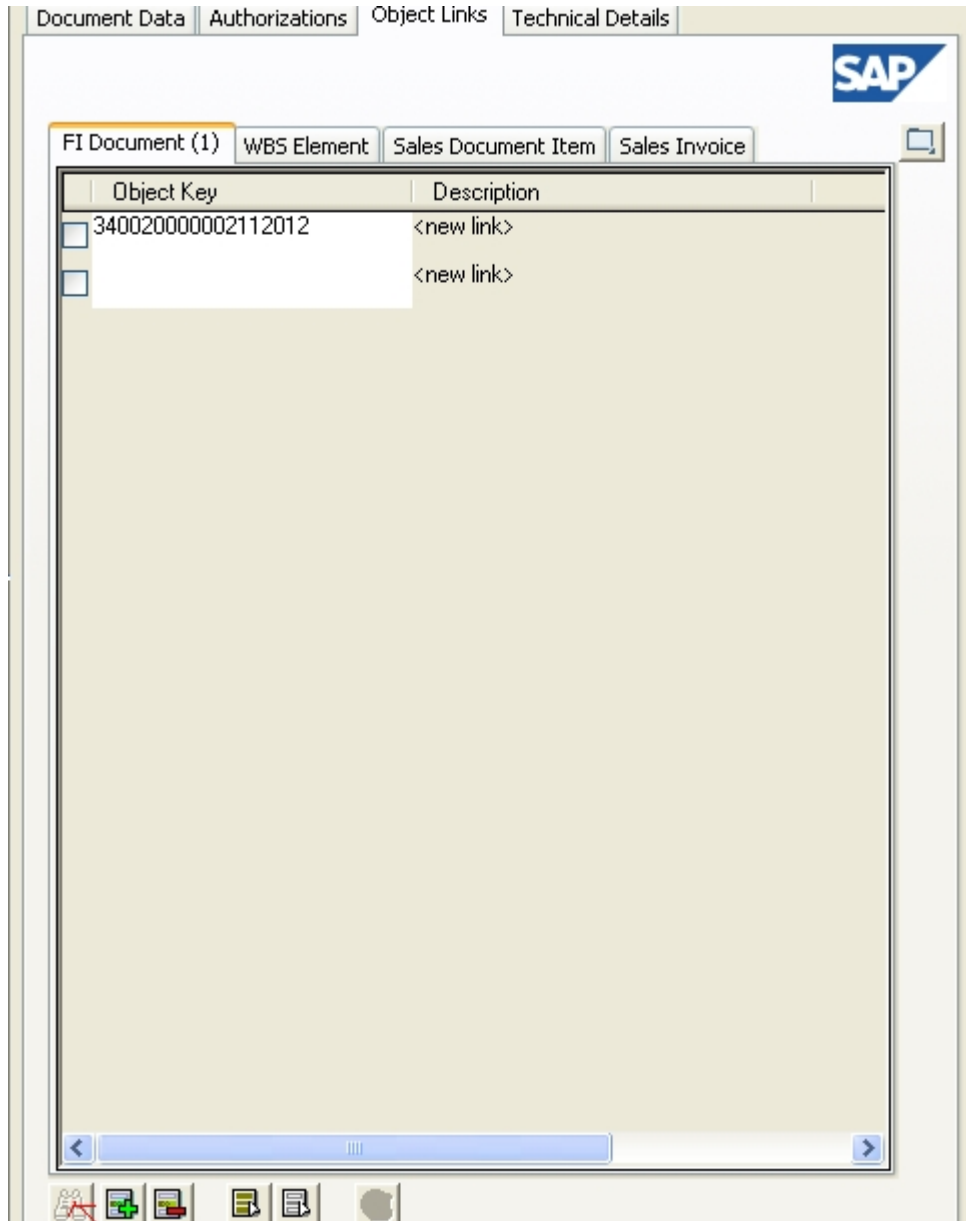 Document Data Authorizations Object Links Technical Details
SAP
FI Document (1) WBS Element Sales Document Item Sales Invoice
Object Key Description
340020000002112012 <new link>
<new link>